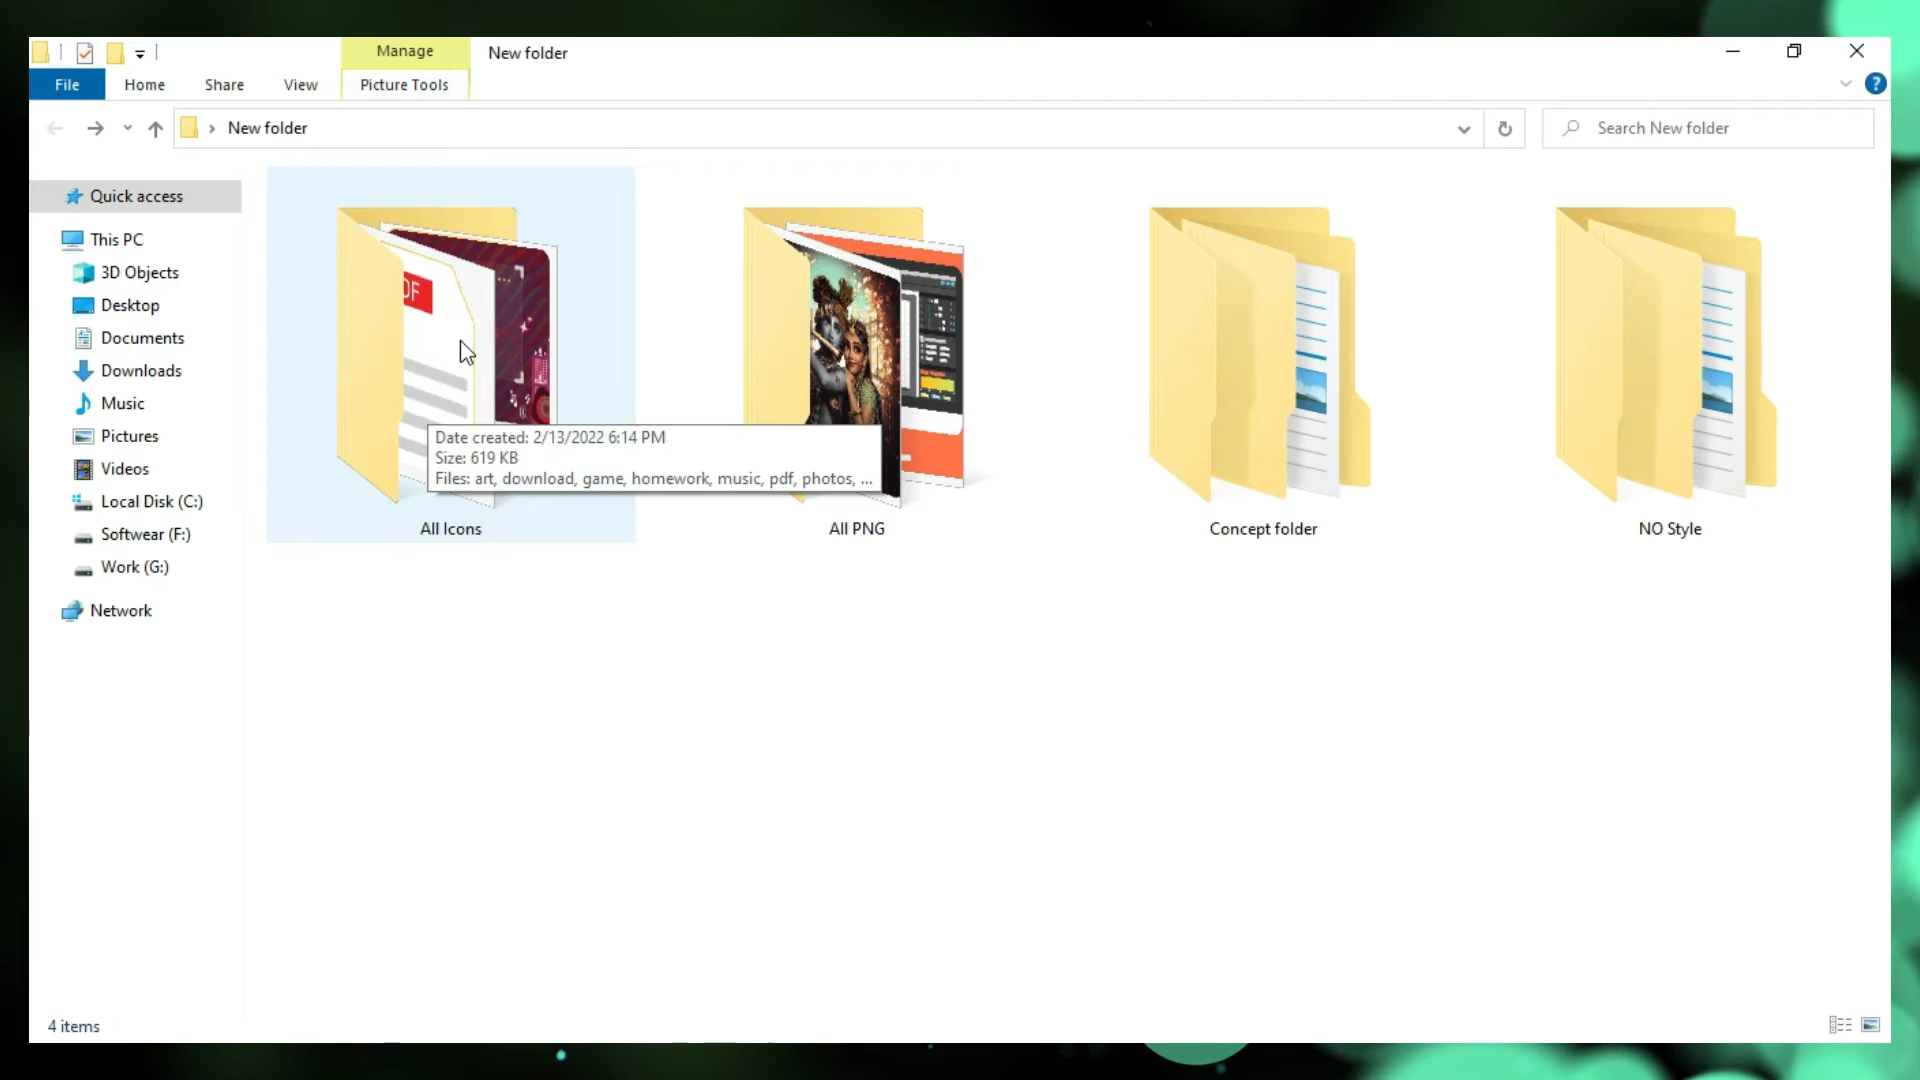 Manage
New folder
File
Home
Share
View
Picture Tools
New folder
Search New folder
Quick access
This PC
3D Objects
Desktop
Documents
Downloads
Music
Pictures
Videos
Local Disk (C:)
Softwear (F:)
Work (G:)
Network
DF
Date created: 2/13/2022 6:14 PM
Size: 619 KB
Files: art, download, game, homework, music, pdf, photos, ...
All Icons
All PNG
Concept folder
NO Style
4 items